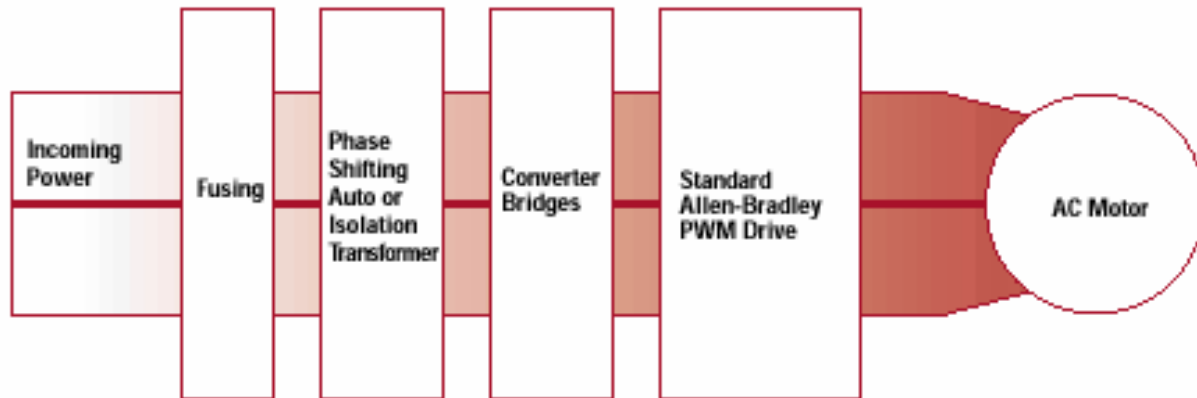 Incoming
Power
Fusing
Phase
Shifting
Auto or
Isolation
Transformer
Converter
Bridges
Standard
Allen-Bradley
PWM Drive
AC Motor